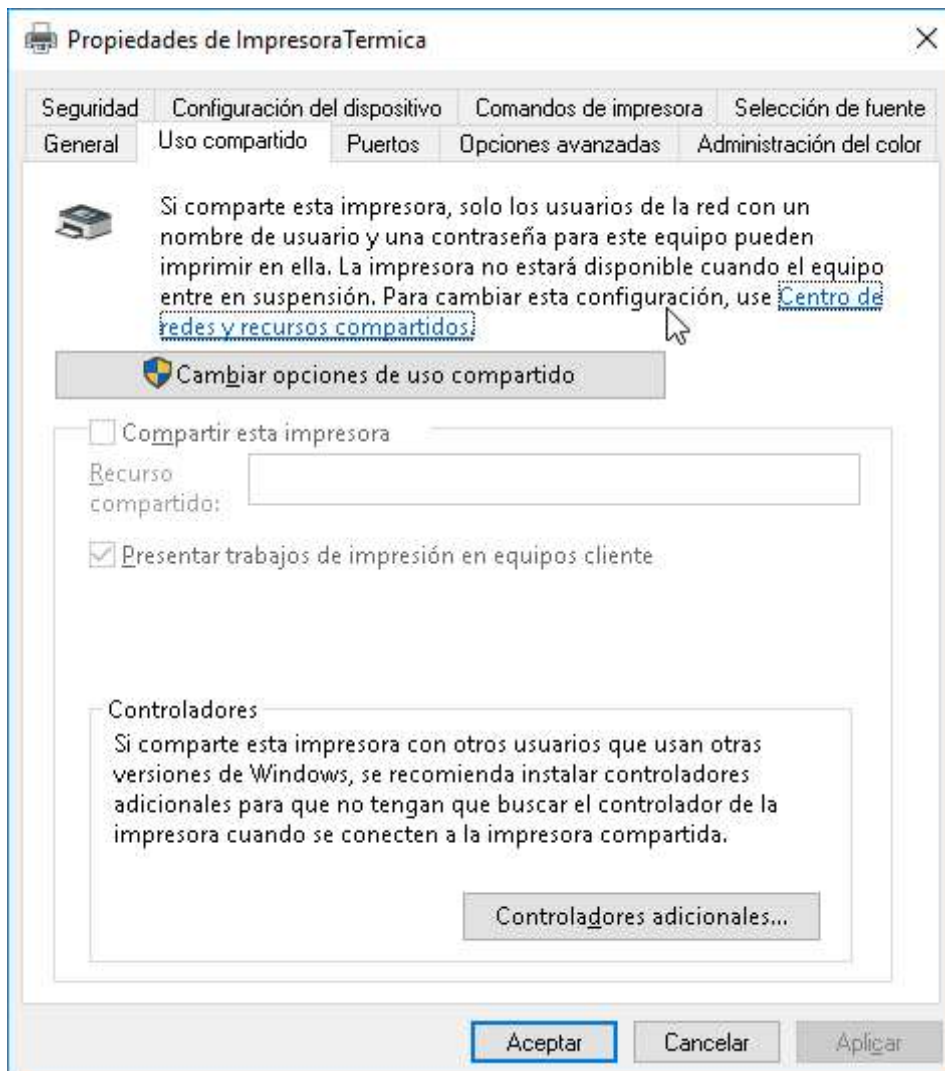 Propiedades de ImpresoraTermica
Seguridad Configuración del dispositivo Comandos de impresora Selección de fuente
General Uso compartido Puertos Opciones avanzadas Administración del color
Si comparte esta impresora, solo los usuarios de la red con un
nombre de usuario y una contraseña para este equipo pueden
imprimir en ella. La impresora no estará disponible cuando el equipo
entre en suspensión. Para cambiar esta configuración, use Centro de
redes y recursos compartidos.
Cambiar opciones de uso compartido
Compartir esta impresora
Recurso
compartido:
Presentar trabajos de impresión en equipos cliente
Controladores
Si comparte esta impresora con otros usuarios que usan otras
versiones de Windows, se recomienda instalar controladores
adicionales para que no tengan que buscar el controlador de la
impresora cuando se conecten a la impresora compartida.
Controladores adicionales...
Aceptar Cancelar Aplicar